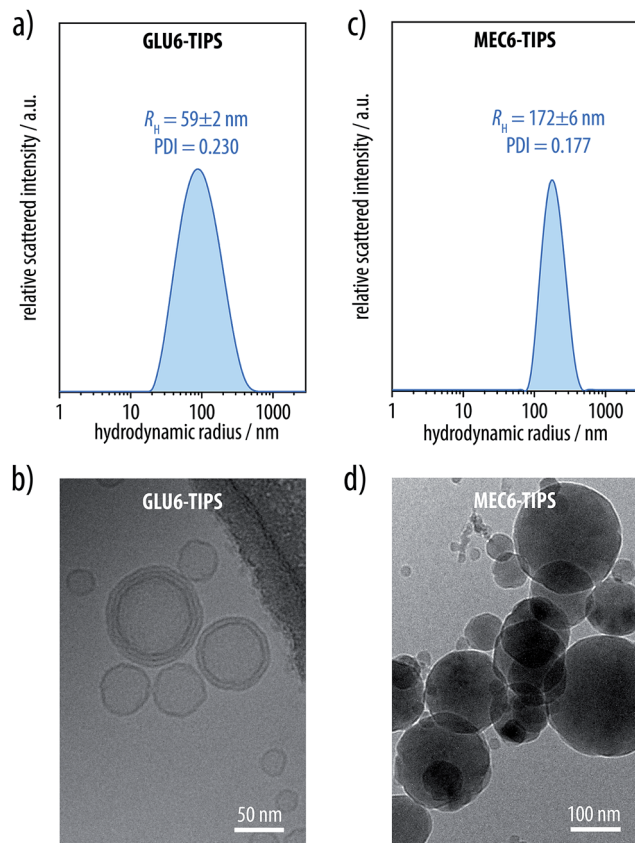 a)
GLU6-TIPS
R_H = 59±2 nm
PDI = 0.230
relative scattered intensity / a.u.
1 10 100 1000
hydrodynamic radius / nm
c)
MEC6-TIPS
R_H = 172±6 nm
PDI = 0.177
relative scattered intensity / a.u.
1 10 100 1000
hydrodynamic radius / nm
b)
GLU6-TIPS
50 nm
d)
MEC6-TIPS
100 nm